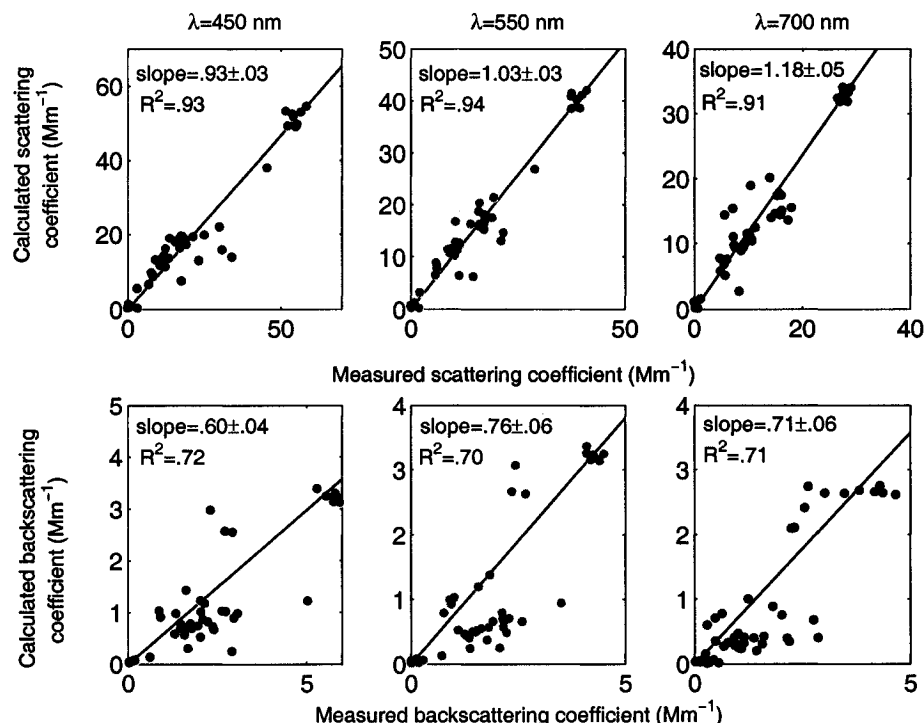 λ=450 nm
λ=550 nm
λ=700 nm
Calculated scattering
coefficient (Mm⁻¹)
60
40
20
0
slope=.93±.03
R²=.93
0
50
50
40
30
20
10
0
slope=1.03±.03
R²=.94
0
50
40
30
20
10
0
slope=1.18±.05
R²=.91
0
20
40
Measured scattering coefficient (Mm⁻¹)
Calculated backscattering
coefficient (Mm⁻¹)
5
4
3
2
1
0
slope=.60±.04
R²=.72
0
5
4
3
2
1
0
slope=.76±.06
R²=.70
0
5
4
3
2
1
0
slope=.71±.06
R²=.71
0
5
Measured backscattering coefficient (Mm⁻¹)